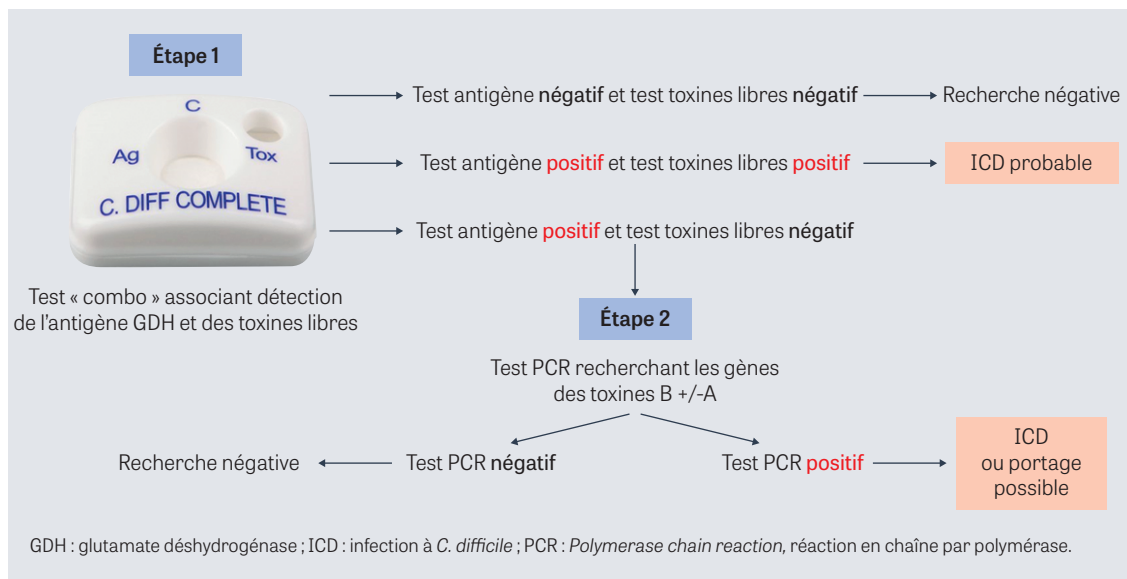 Étape 1
C
Ag
Tox
C. DIFF COMPLETE
Test « combo » associant détection
de l'antigène GDH et des toxines libres
Test antigène négatif et test toxines libres négatif
Recherche négative
Test antigène positif et test toxines libres positif
ICD probable
Test antigène positif et test toxines libres négatif
Étape 2
Test PCR recherchant les gènes
des toxines B +/-A
Recherche négative
Test PCR négatif
Test PCR positif
ICD
ou portage
possible
GDH : glutamate déshydrogénase ; ICD : infection à C. difficile ; PCR : Polymerase chain reaction, réaction en chaîne par polymérase.